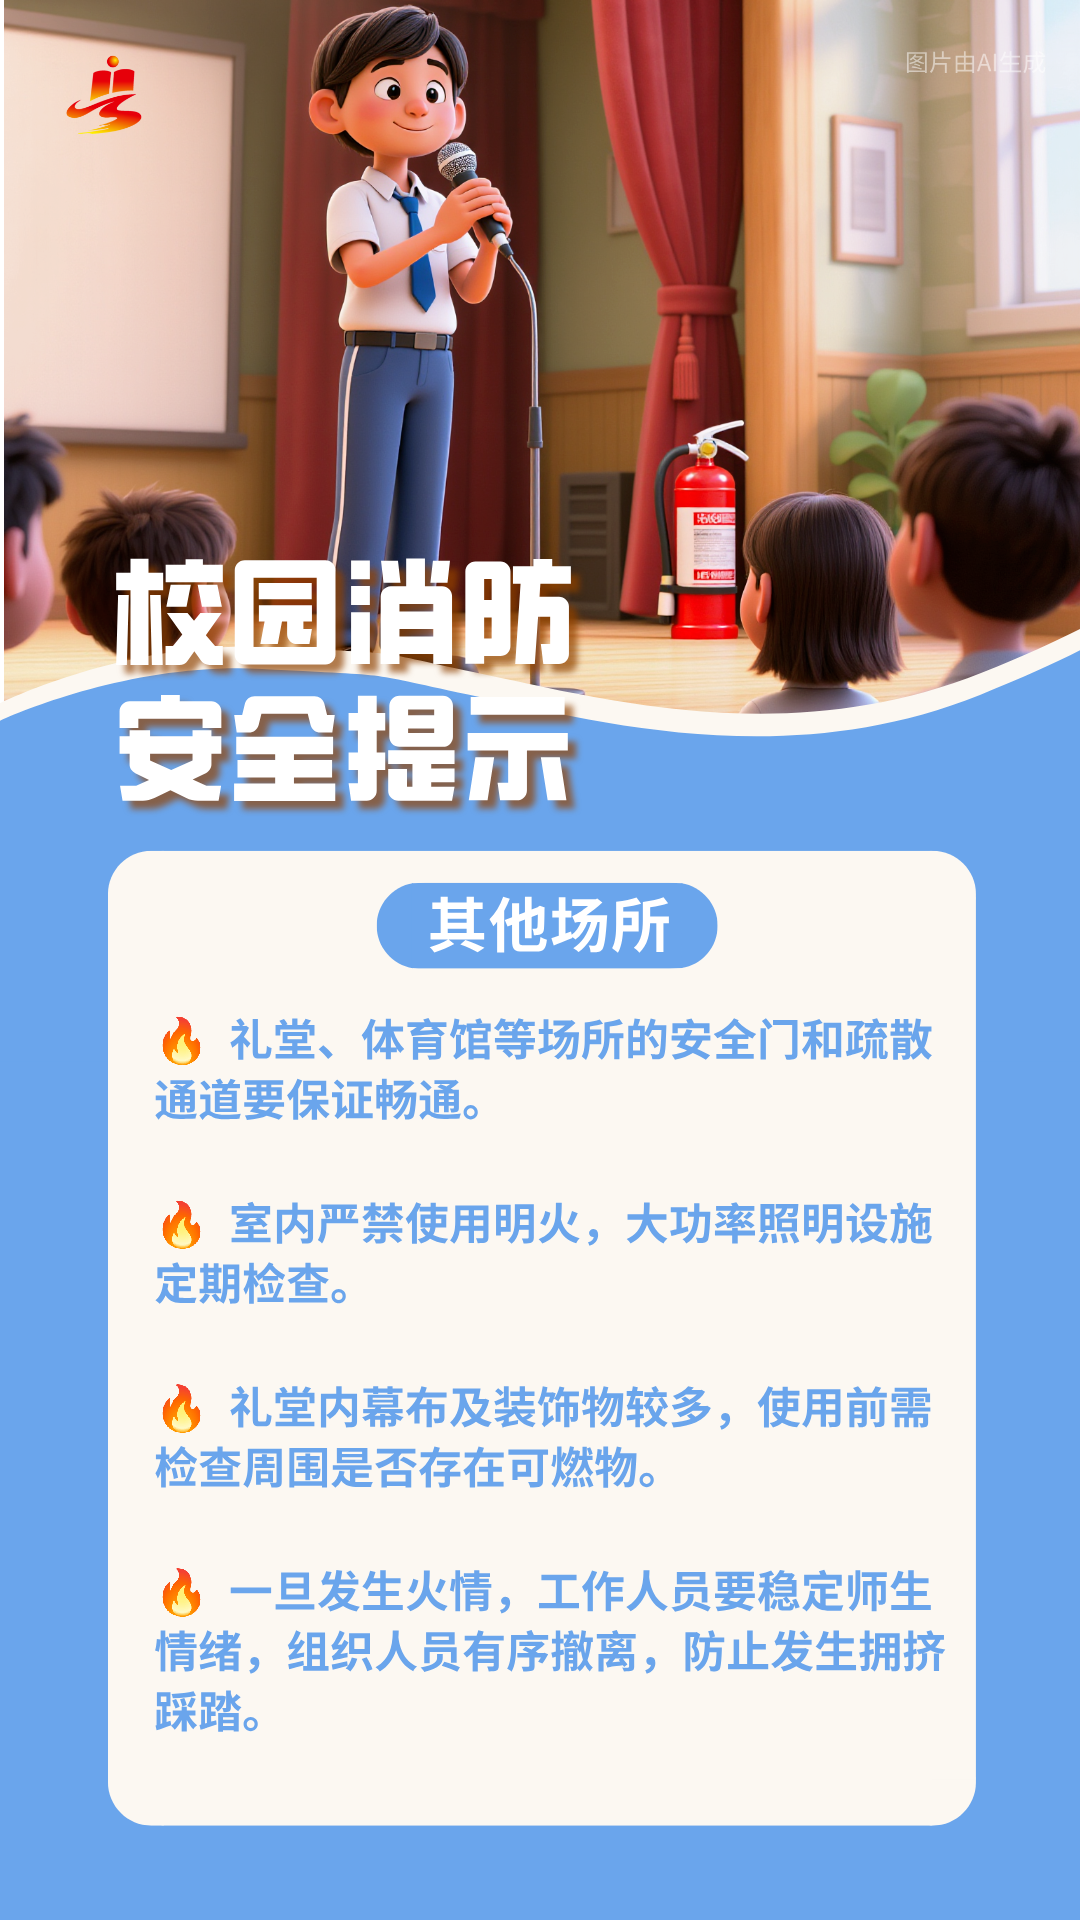 图片由AI生成
校园消防
安全提示
其他场所
🔥 礼堂、体育馆等场所的安全门和疏散
通道要保证畅通。
🔥 室内严禁使用明火，大功率照明设施
定期检查。
🔥 礼堂内幕布及装饰物较多，使用前需
检查周围是否存在可燃物。
🔥 一旦发生火情，工作人员要稳定师生
情绪，组织人员有序撤离，防止发生拥挤
踩踏。